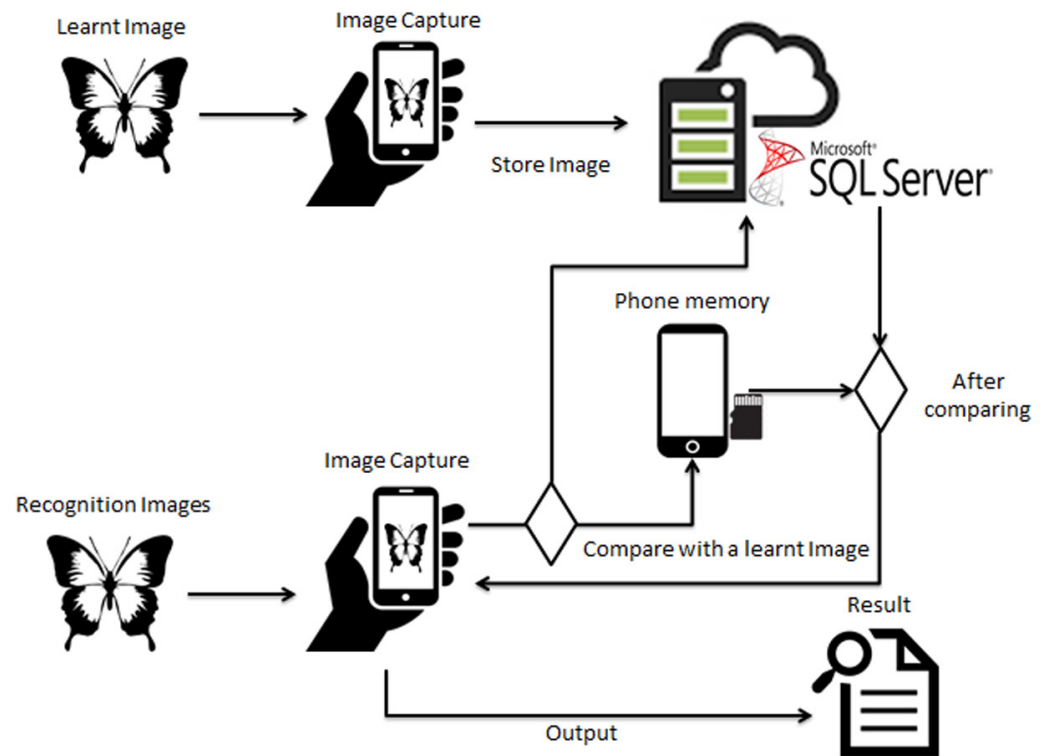 Learnt Image
Image Capture
Store Image
Microsoft®
SQL Server®
Phone memory
After
comparing
Image Capture
Recognition Images
Compare with a learnt Image
Result
Output